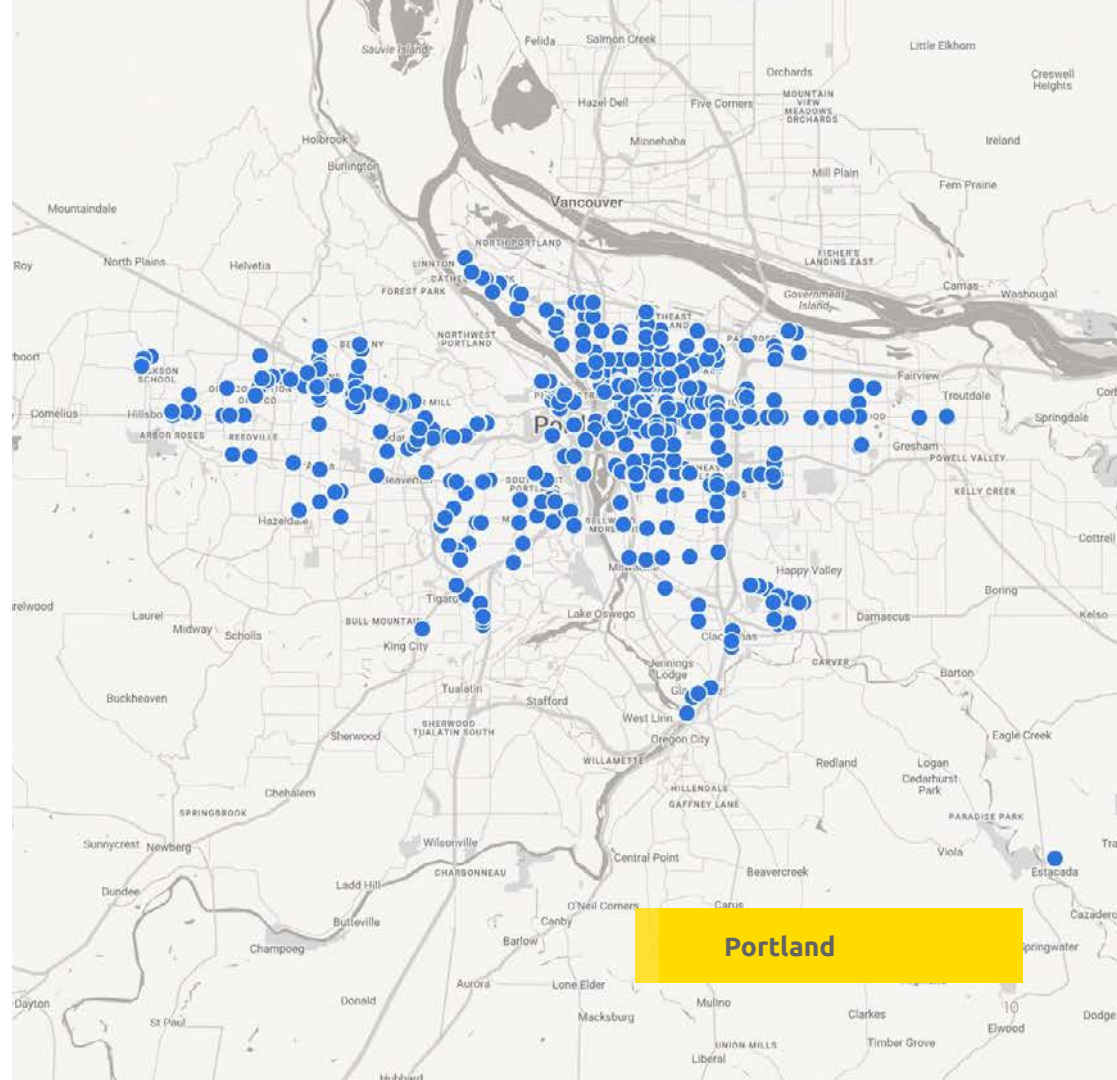 Sauvie Island
Felida
Salmon Creek
Little Elkhorn
Orchards
Creswell
Heights
Hazel Dell
Five Corners
MOUNTAIN
VIEW
MEADOWS
ORCHARDS
Minnehaha
Holbrook
Ireland
Burlington
Mill Plain
Fern Prairie
Mountaindale
Vancouver
NORTH PORTLAND
Roy
North Plains
Helvetia
LINNTON
FISHER'S
LANDING EAST
FOREST PARK
Government
Island
Camas
Washougal
NORTHWEST
PORTLAND
Fairview
Troutdale
SCHOOL
Cornelius
Springdale
ARBOR ROSES
REEDVILLE
Gresham
POWELL VALLEY
KELLY CREEK
Hazeldale
Cottrell
Happy Valley
Boring
Laurel
Lake Oswego
Damascus
Kelso
Midway
Scholls
BULL MOUNTAIN
King City
CARVER
Jennings
Lodge
Barton
Buckheaven
Tualatin
Stafford
West Linn
SHERWOOD
TUALATIN SOUTH
Sherwood
Oregon City
Eagle Creek
WILLAMETTE
Redland
Logan
Cedarhurst
Park
HILLENDALE
Chehalem
GAFFNEY LANE
SPRINGBROOK
PARADISE PARK
Sunnycrest
Newberg
Wilsonville
Central Point
Viola
CHARBONNEAU
Beavercreek
Estacada
Dundee
Ladd Hill
O'Neil Corners
Carus
Butteville
Canby
Barlow
Portland
Champoeg
Aurora
Lone Elder
Dayton
Donald
Mulino
10
St Paul
Macksburg
Clarkes
Elwood
Dodge
UNION MILLS
Timber Grove
Liberal
Hubbard